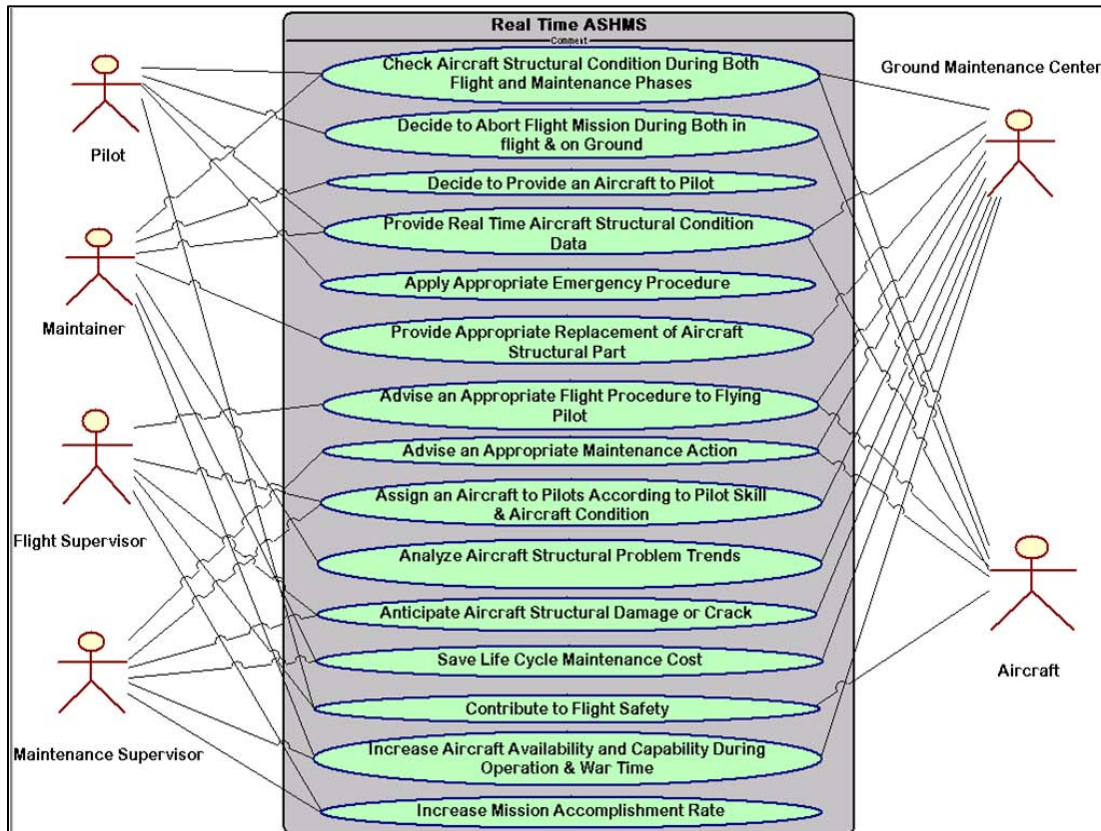 Real Time ASHMS
Comment
Check Aircraft Structural Condition During Both
Flight and Maintenance Phases
Decide to Abort Flight Mission During Both in
flight & on Ground
Decide to Provide an Aircraft to Pilot
Provide Real Time Aircraft Structural Condition
Data
Apply Appropriate Emergency Procedure
Provide Appropriate Replacement of Aircraft
Structural Part
Advise an Appropriate Flight Procedure to Flying
Pilot
Advise an Appropriate Maintenance Action
Assign an Aircraft to Pilots According to Pilot Skill
& Aircraft Condition
Analyze Aircraft Structural Problem Trends
Anticipate Aircraft Structural Damage or Crack
Save Life Cycle Maintenance Cost
Contribute to Flight Safety
Increase Aircraft Availability and Capability During
Operation & War Time
Increase Mission Accomplishment Rate
Pilot
Maintainer
Flight Supervisor
Maintenance Supervisor
Ground Maintenance Center
Aircraft